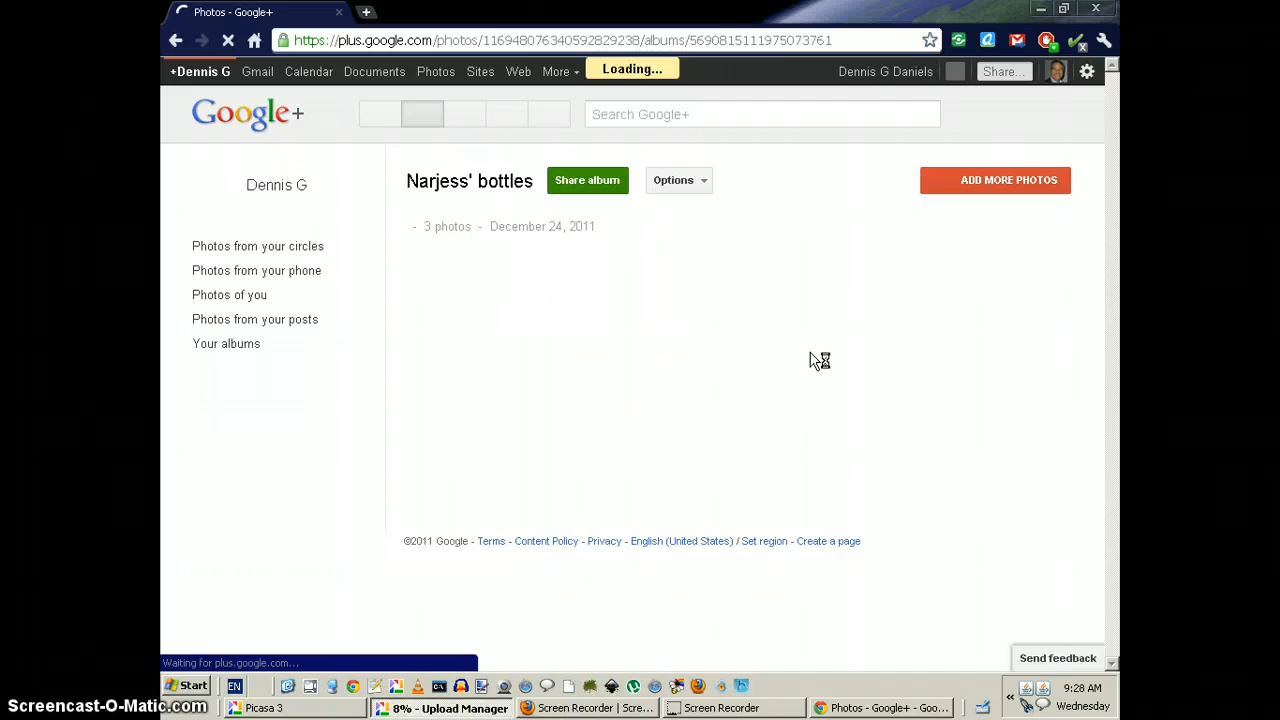 Photos - Google+
https://plus.google.com/photos/116948076340592829238/albums/5690815111975073761
+Dennis G Gmail Calendar Documents Photos Sites Web More Loading... Dennis G Daniels Share...
Google+ Search Google+
Dennis G
Narjess' bottles Share album Options ADD MORE PHOTOS
- 3 photos - December 24, 2011
Photos from your circles
Photos from your phone
Photos of you
Photos from your posts
Your albums
©2011 Google - Terms - Content Policy - Privacy - English (United States) / Set region - Create a page
Send feedback
Waiting for plus.google.com...
Start EN 9:28 AM
Picasa 3 8% - Upload Manager Screen Recorder | Scre... Screen Recorder Photos - Google+ - Go... Wednesday
Screencast-O-Matic.com